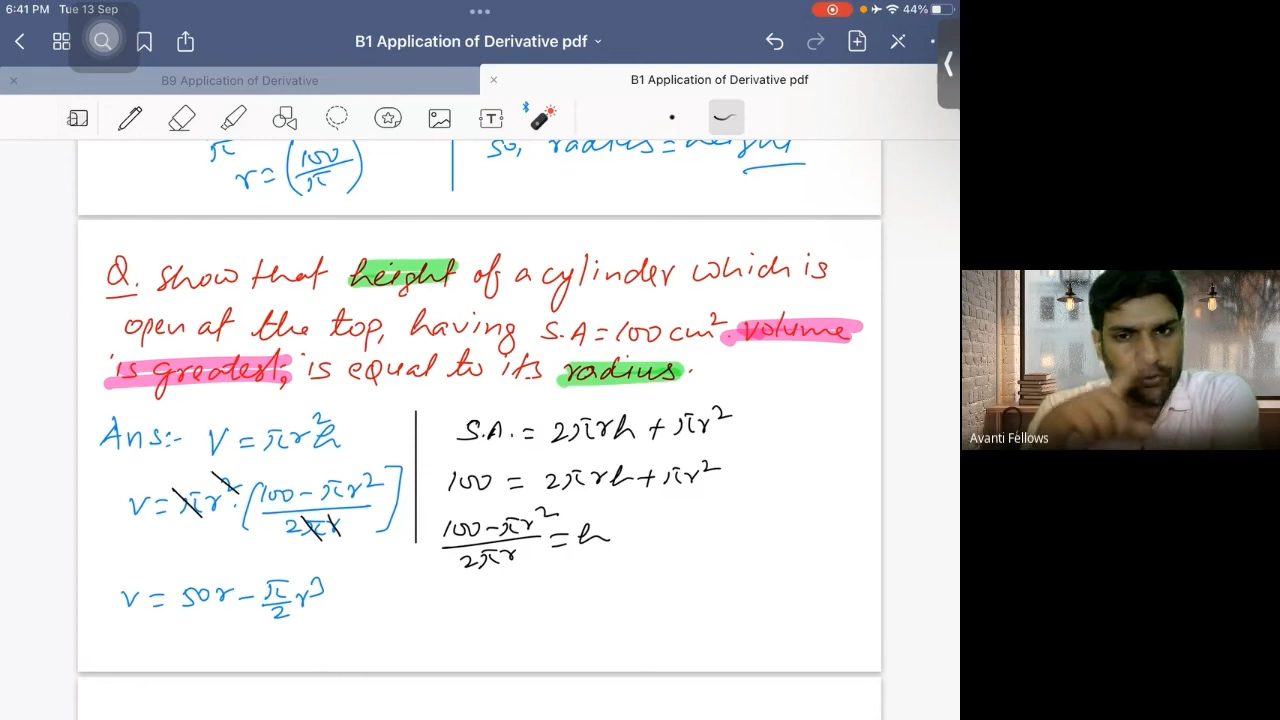 6:41 PM Tue 13 Sep
44%
B1 Application of Derivative pdf
B9 Application of Derivative
B1 Application of Derivative pdf
π
r = (100/π)
so, radius = height
Q. show that height of a cylinder which is
open at the top, having S.A = 100 cm². volume
is greatest; is equal to its radius.
Ans:- V = πr²h
V = πr² · [(100 - πr²)/2πr]
V = 50r - π/2 r³
S.A. = 2πrh + πr²
100 = 2πrh + πr²
(100 - πr²)/2πr = h
Avanti Fellows